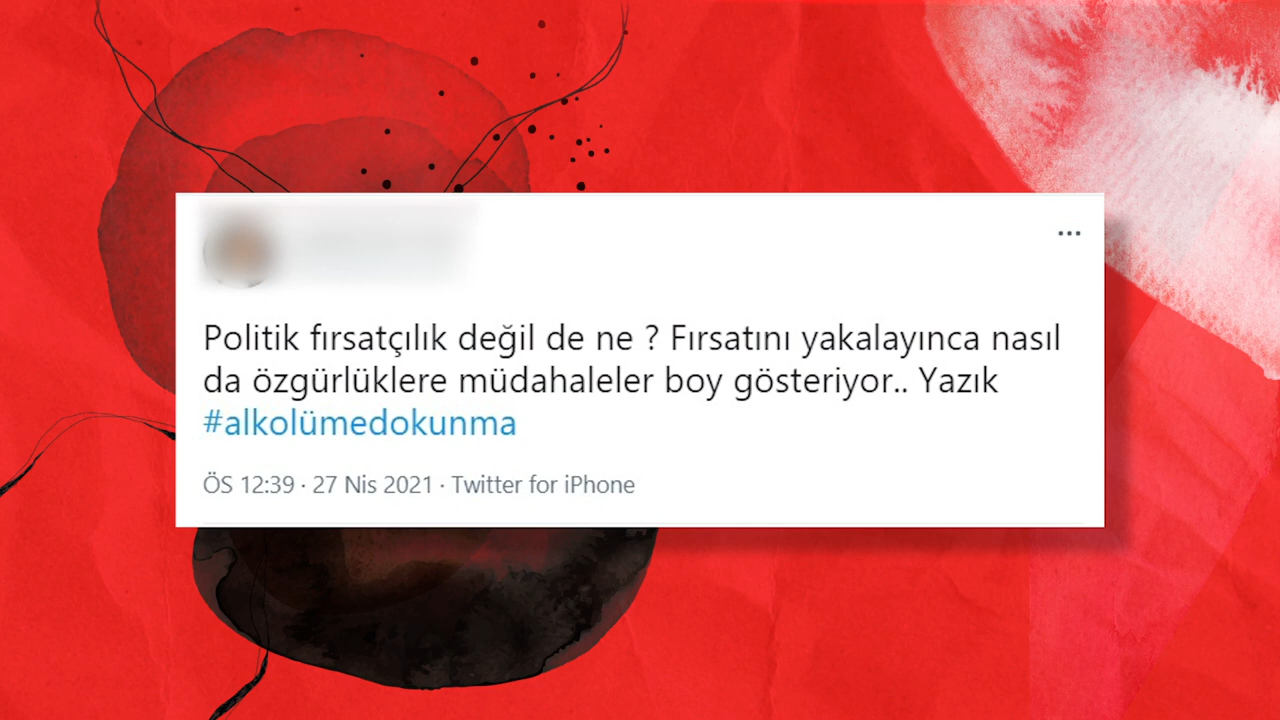 Politik fırsatçılık değil de ne ? Fırsatını yakalayınca nasıl
da özgürlüklere müdahaleler boy gösteriyor.. Yazık
#alkolümedokunma
ÖS 12:39 · 27 Nis 2021 · Twitter for iPhone